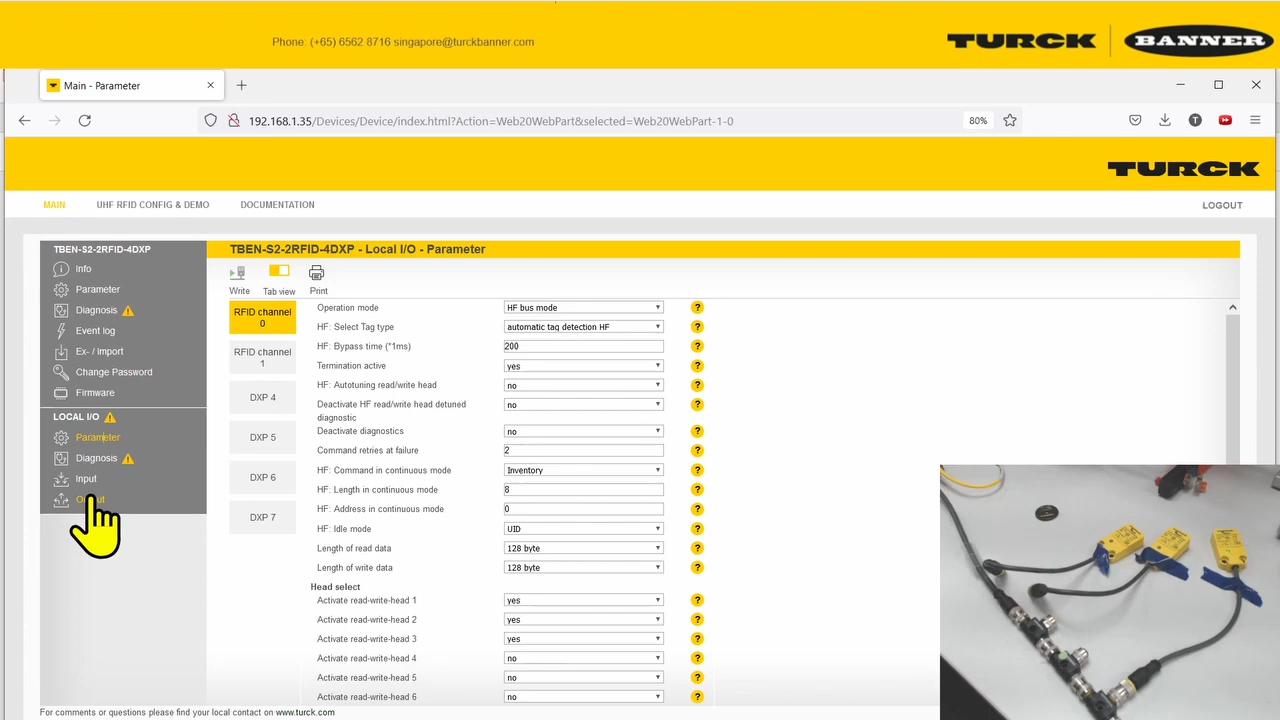 Phone: (+65) 6562 8716 singapore@turckbanner.com
TURCK BANNER
Main - Parameter
192.168.1.35/Devices/Device/index.html?Action=Web20WebPart&selected=Web20WebPart-1-0
80%
T
TURCK
MAIN UHF RFID CONFIG & DEMO DOCUMENTATION LOGOUT
TBEN-S2-2RFID-4DXP
Info
Parameter
Diagnosis
Event log
Ex- / Import
Change Password
Firmware
LOCAL I/O
Parameter
Diagnosis
Input
TBEN-S2-2RFID-4DXP - Local I/O - Parameter
Write Tab view Print
RFID channel
0
RFID channel
1
DXP 4
DXP 5
DXP 6
DXP 7
Operation mode HF bus mode ?
HF: Select Tag type automatic tag detection HF ?
HF: Bypass time (*1ms) 200 ?
Termination active yes ?
HF: Autotuning read/write head no ?
Deactivate HF read/write head detuned
diagnostic no ?
Deactivate diagnostics no ?
Command retries at failure 2 ?
HF: Command in continuous mode Inventory ?
HF: Length in continuous mode 8 ?
HF: Address in continuous mode 0 ?
HF: Idle mode UID ?
Length of read data 128 byte ?
Length of write data 128 byte ?
Head select
Activate read-write-head 1 yes ?
Activate read-write-head 2 yes ?
Activate read-write-head 3 yes ?
Activate read-write-head 4 no ?
Activate read-write-head 5 no ?
Activate read-write-head 6 no ?
For comments or questions please find your local contact on www.turck.com